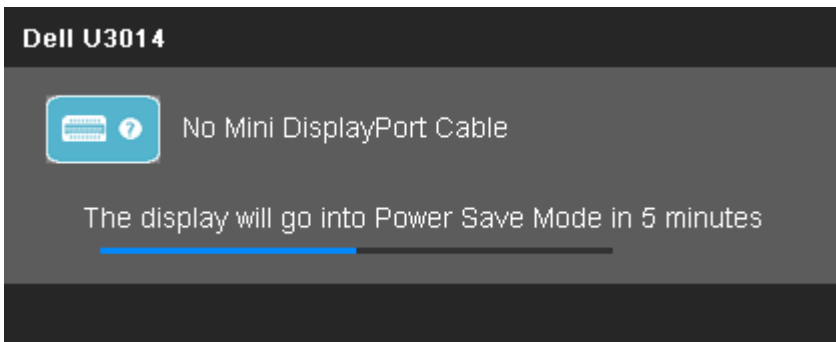 Dell U3014
No Mini DisplayPort Cable
The display will go into Power Save Mode in 5 minutes